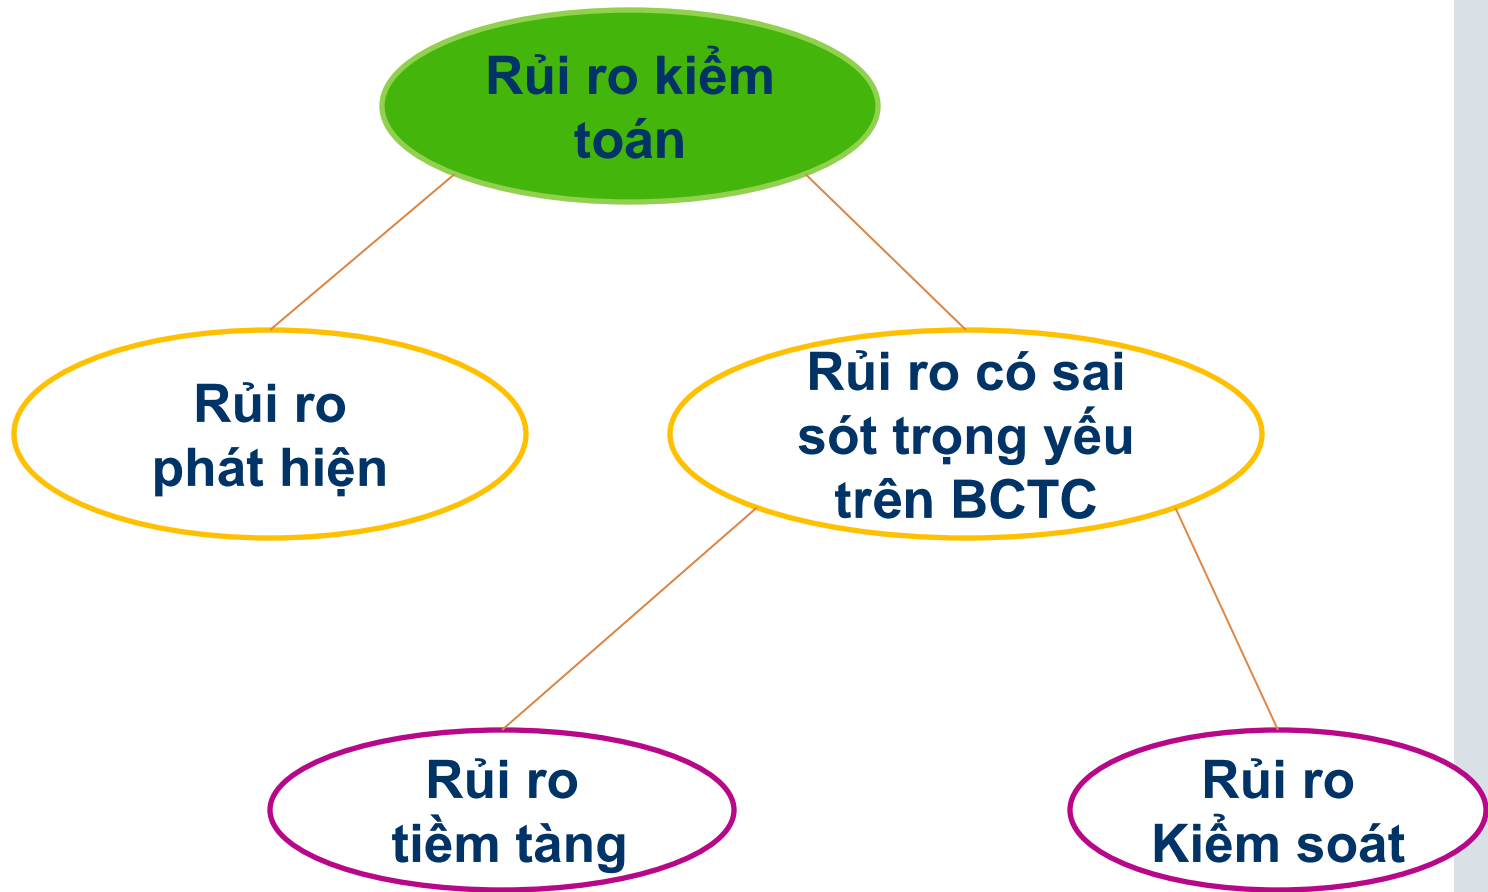 Rủi ro kiểm
toán
Rủi ro
phát hiện
Rủi ro có sai
sót trọng yếu
trên BCTC
Rủi ro
tiềm tàng
Rủi ro
Kiểm soát